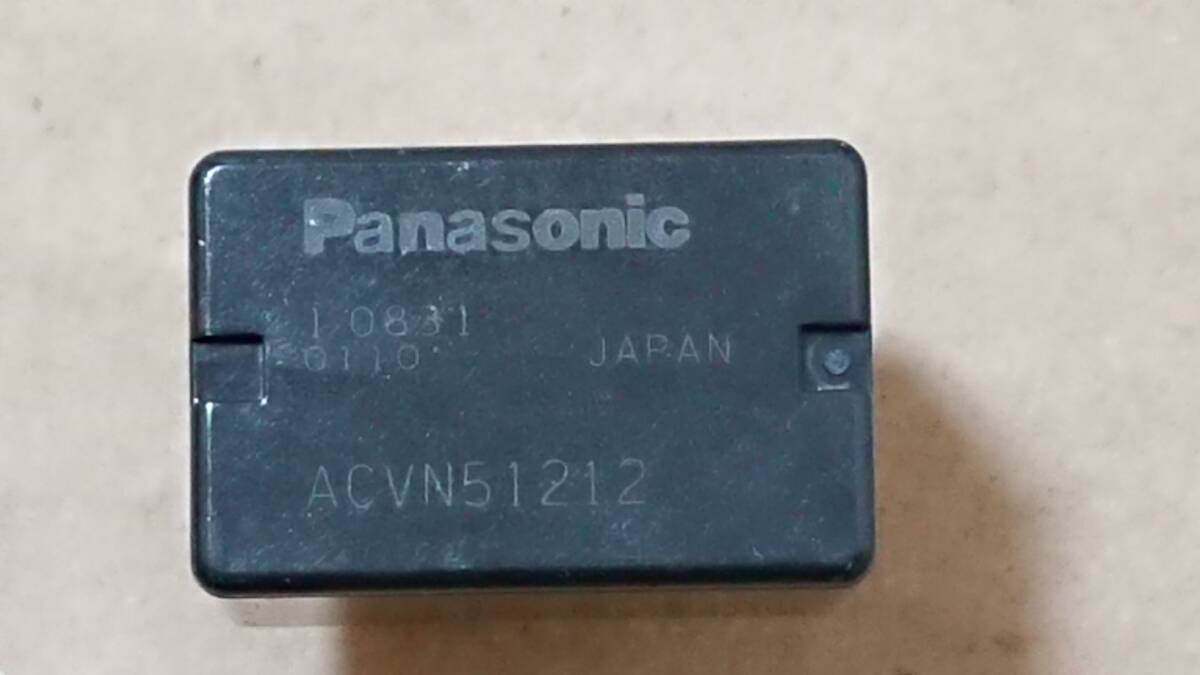 Panasonic
1 0831
0110
JAPAN
ACVN51212